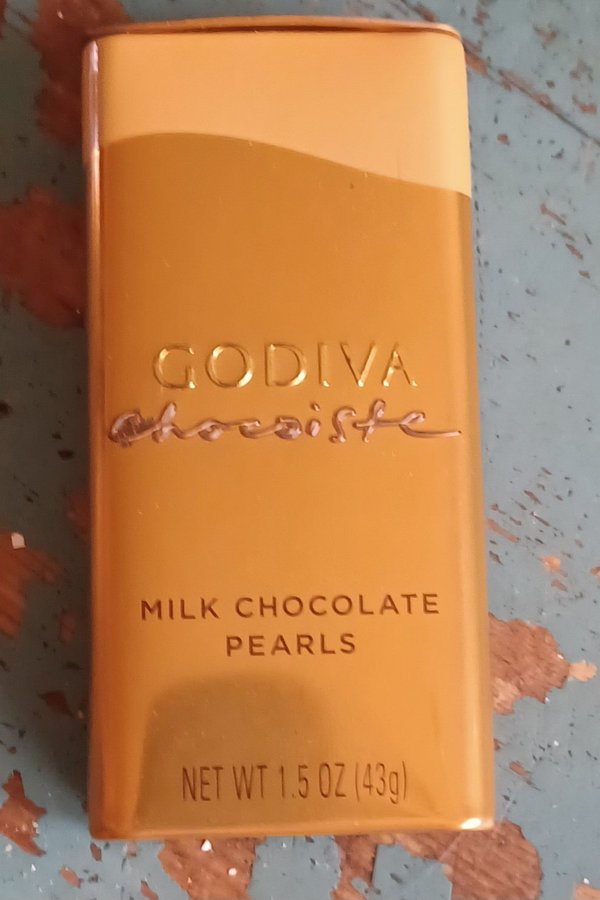 GODIVA
chocoiste
MILK CHOCOLATE
PEARLS
NET WT 1.5 OZ (43g)